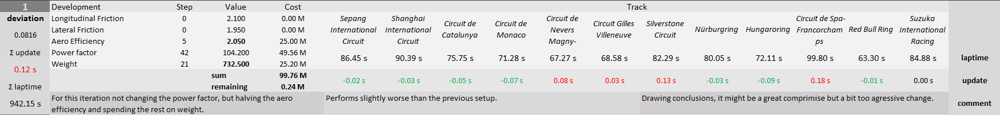 1 Development Step Value Cost Track
deviation Longitudinal Friction 0 2.100 0.00 M
0.0816 Lateral Friction 0 1.950 0.00 M
Aero Efficiency 5 2.050 25.00 M
Σ update Power factor 42 104.200 49.56 M
0.12 s Weight 21 732.500 25.20 M
sum 99.76 M
Σ laptime remaining 0.24 M
942.15 s
Sepang International Circuit
Shanghai International Circuit
Circuit de Catalunya
Circuit de Monaco
Circuit de Nevers Magny-
Circuit Gilles Villeneuve
Silverstone Circuit
Nürburgring
Hungaroring
Circuit de Spa-Francorchamps
Red Bull Ring
Suzuka International Racing
86.45 s 90.39 s 75.75 s 71.28 s 67.27 s 68.58 s 82.29 s 80.05 s 72.11 s 99.80 s 63.30 s 84.88 s laptime
-0.02 s -0.03 s -0.05 s -0.07 s 0.08 s 0.03 s 0.13 s -0.03 s -0.09 s 0.18 s -0.01 s 0.00 s update
For this iteration not changing the power factor, but halving the aero
efficiency and spending the rest on weight.
Performs slightly worse than the previous setup.
Drawing conclusions, it might be a great comprimise but a bit too agressive change.
comment